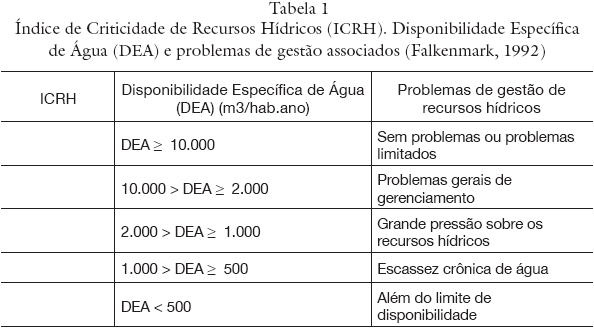 Tabela 1
Índice de Criticidade de Recursos Hídricos (ICRH). Disponibilidade Específica
de Água (DEA) e problemas de gestão associados (Falkenmark, 1992)
ICRH
Disponibilidade Específica de Água
(DEA) (m3/hab.ano)
Problemas de gestão de
recursos hídricos
DEA ≥ 10.000
Sem problemas ou problemas
limitados
10.000 > DEA ≥ 2.000
Problemas gerais de
gerenciamento
2.000 > DEA ≥ 1.000
Grande pressão sobre os
recursos hídricos
1.000 > DEA ≥ 500
Escassez crônica de água
DEA < 500
Além do limite de
disponibilidade